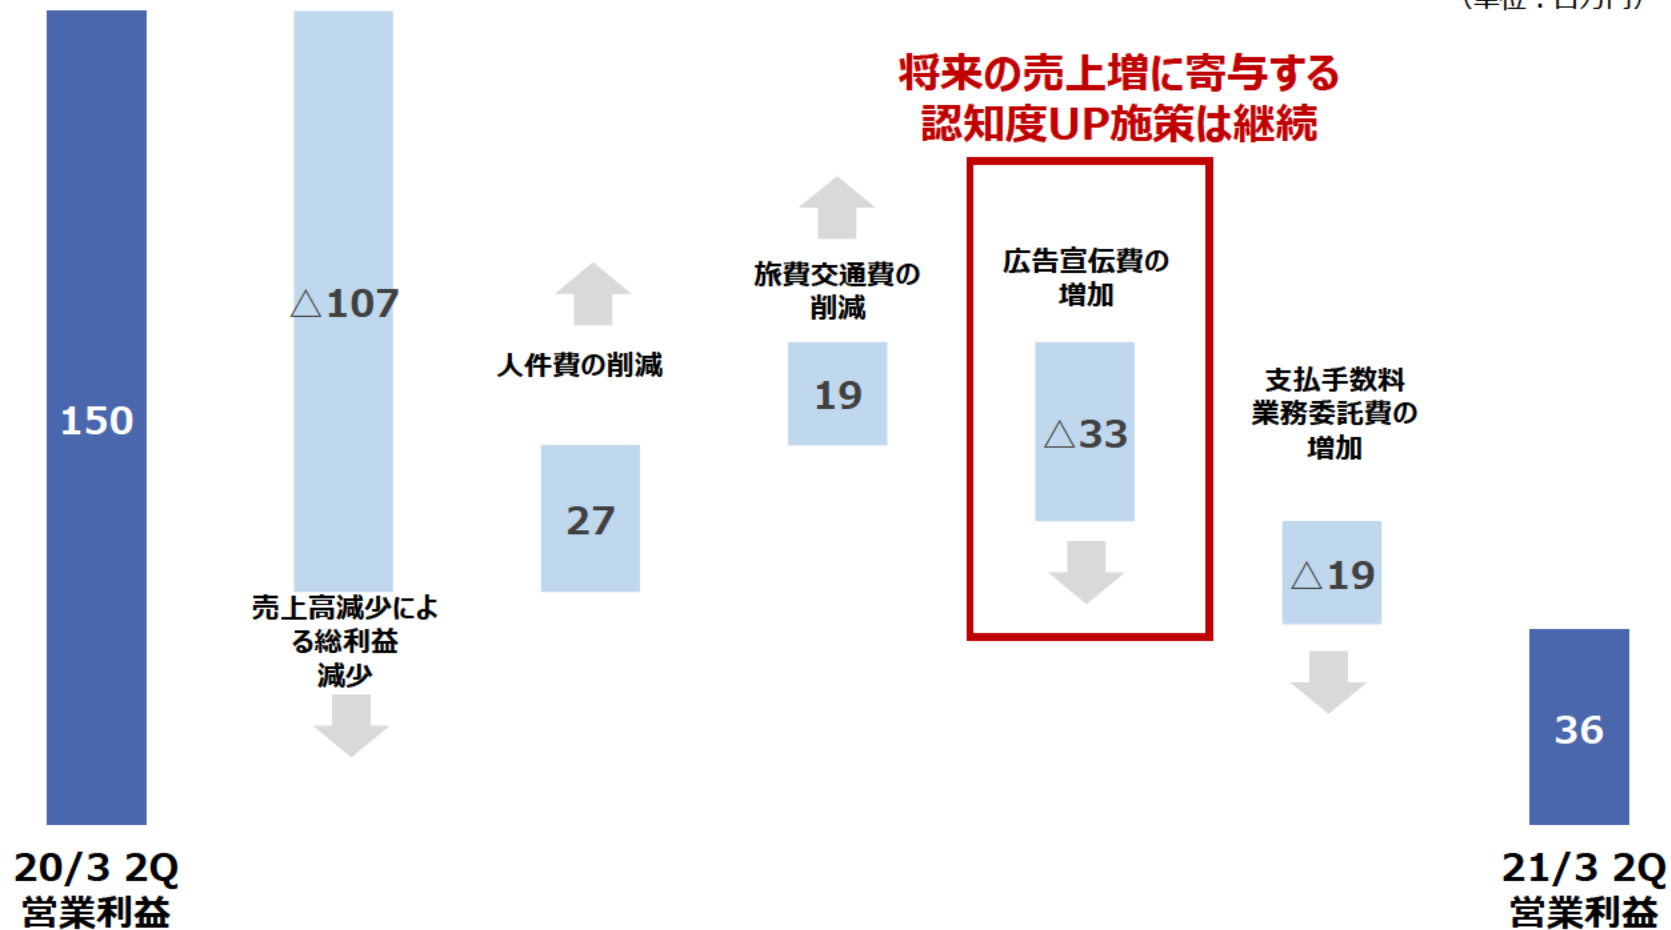 将来の売上増に寄与する
認知度UP施策は継続
150
△107
売上高減少によ
る総利益
減少
人件費の削減
27
旅費交通費の
削減
19
広告宣伝費の
増加
△33
支払手数料
業務委託費の
増加
△19
36
20/3 2Q
営業利益
21/3 2Q
営業利益